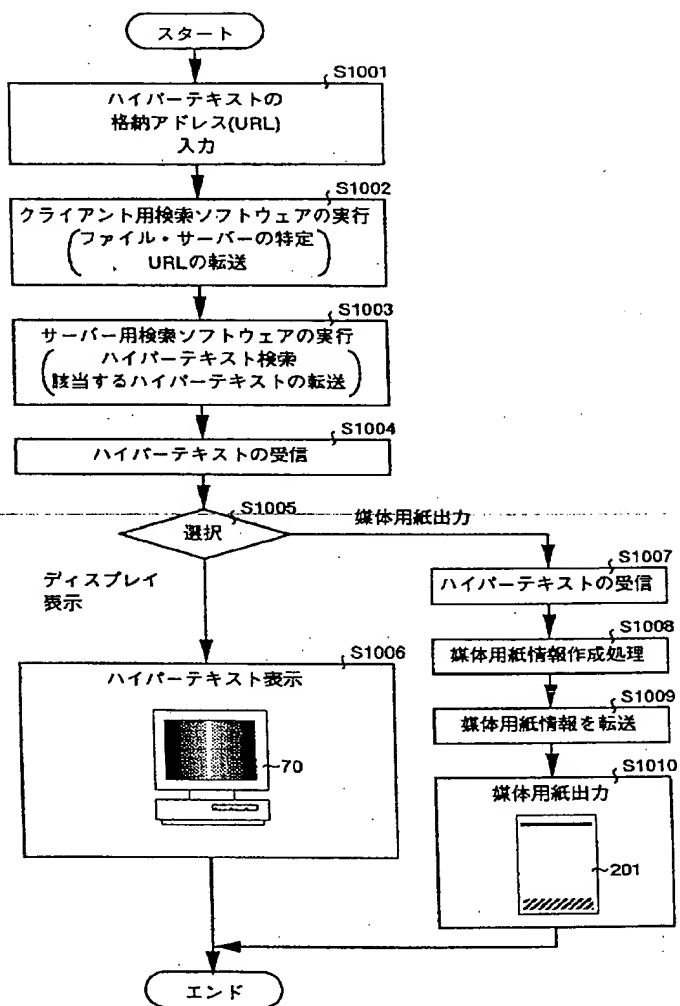 スタート
S1001
ハイパーテキストの
格納アドレス(URL)
入力
S1002
クライアント用検索ソフトウェアの実行
ファイル・サーバーの特定
URLの転送
S1003
サーバー用検索ソフトウェアの実行
ハイパーテキスト検索
該当するハイパーテキストの転送
S1004
ハイパーテキストの受信
S1005
選択
媒体用紙出力
ディスプレイ
表示
S1006
ハイパーテキスト表示
70
S1007
ハイパーテキストの受信
S1008
媒体用紙情報作成処理
S1009
媒体用紙情報を転送
S1010
媒体用紙出力
201
エンド